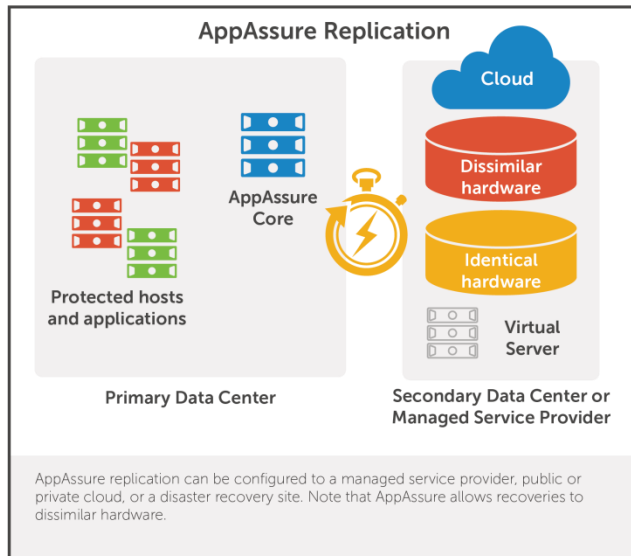 AppAssure Replication
Protected hosts
and applications
AppAssure
Core
Primary Data Center
Cloud
Dissimilar
hardware
Identical
hardware
Virtual
Server
Secondary Data Center or
Managed Service Provider
AppAssure replication can be configured to a managed service provider, public or
private cloud, or a disaster recovery site. Note that AppAssure allows recoveries to
dissimilar hardware.